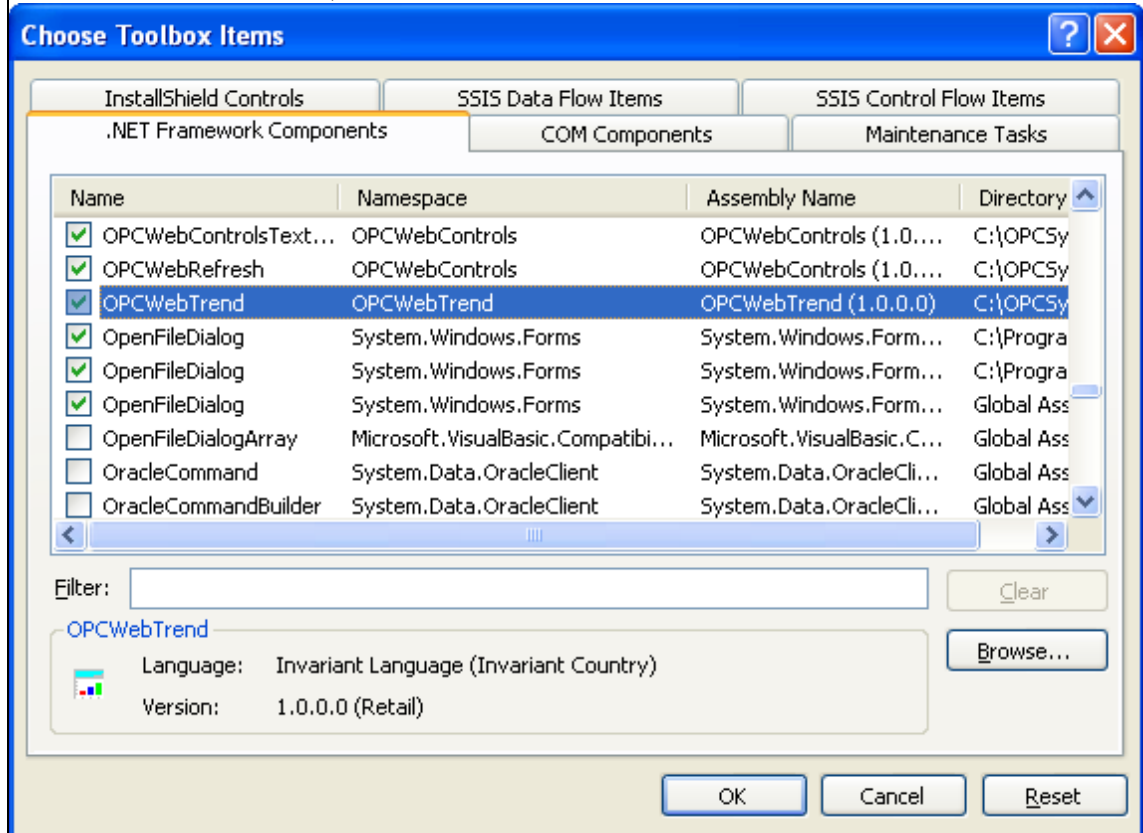 Choose Toolbox Items
InstallShield Controls SSIS Data Flow Items SSIS Control Flow Items
.NET Framework Components COM Components Maintenance Tasks
Name Namespace Assembly Name Directory
OPCWebControlsText... OPCWebControls OPCWebControls (1.0.... C:\OPCSy
OPCWebRefresh OPCWebControls OPCWebControls (1.0.... C:\OPCSy
OPCWebTrend OPCWebTrend OPCWebTrend (1.0.0.0) C:\OPCSy
OpenFileDialog System.Windows.Forms System.Windows.Form... C:\Progra
OpenFileDialog System.Windows.Forms System.Windows.Form... C:\Progra
OpenFileDialog System.Windows.Forms System.Windows.Form... Global Ass
OpenFileDialogArray Microsoft.VisualBasic.Compatibi... Microsoft.VisualBasic.C... Global Ass
OracleCommand System.Data.OracleClient System.Data.OracleCli... Global Ass
OracleCommandBuilder System.Data.OracleClient System.Data.OracleCli... Global Ass
Filter: Clear
OPCWebTrend
Browse...
Language: Invariant Language (Invariant Country)
Version: 1.0.0.0 (Retail)
OK Cancel Reset